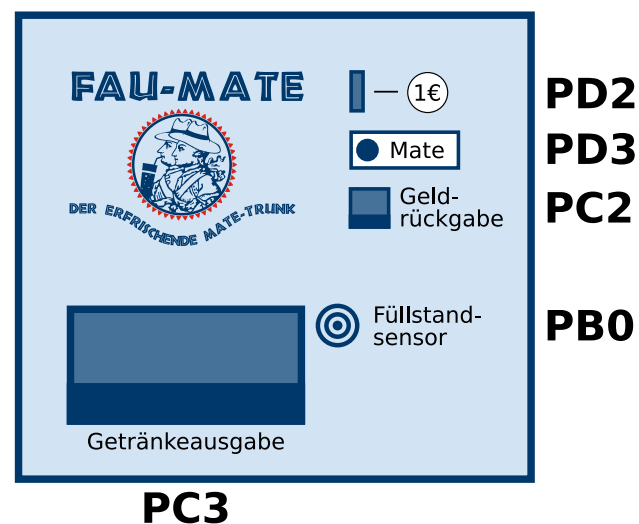 FAU-MATE
DER ERFRISCHENDE MATE-TRUNK
1€
PD2
Mate
PD3
Geld-
rückgabe
PC2
Füllstand-
sensor
PB0
Getränkeausgabe
PC3